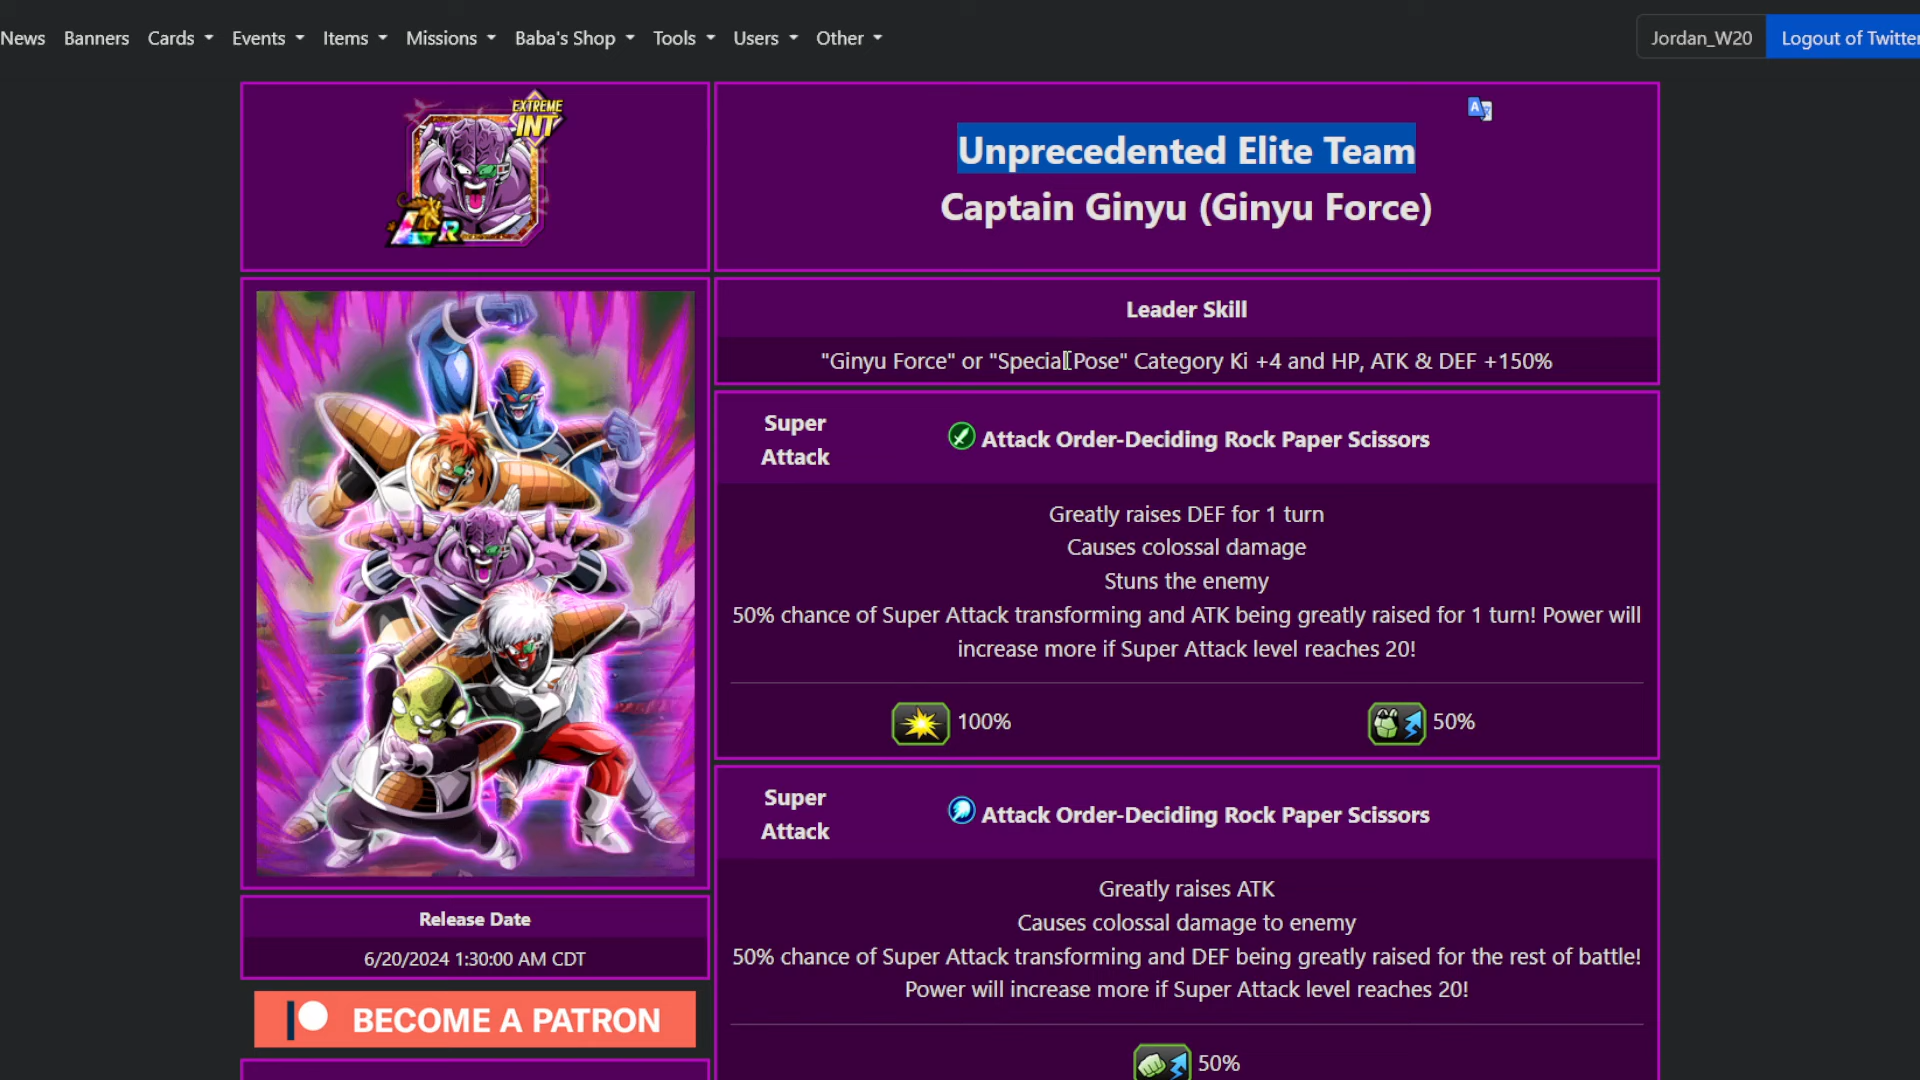 News Banners Cards Events Items Missions Baba's Shop Tools Users Other Jordan_W20 Logout of Twitter
EXTREME
INT
LR
Unprecedented Elite Team
Captain Ginyu (Ginyu Force)
Leader Skill
"Ginyu Force" or "Special Pose" Category Ki +4 and HP, ATK & DEF +150%
Super
Attack
Attack Order-Deciding Rock Paper Scissors
Greatly raises DEF for 1 turn
Causes colossal damage
Stuns the enemy
50% chance of Super Attack transforming and ATK being greatly raised for 1 turn! Power will
increase more if Super Attack level reaches 20!
100%
50%
Super
Attack
Attack Order-Deciding Rock Paper Scissors
Greatly raises ATK
Causes colossal damage to enemy
50% chance of Super Attack transforming and DEF being greatly raised for the rest of battle!
Power will increase more if Super Attack level reaches 20!
50%
Release Date
6/20/2024 1:30:00 AM CDT
BECOME A PATRON